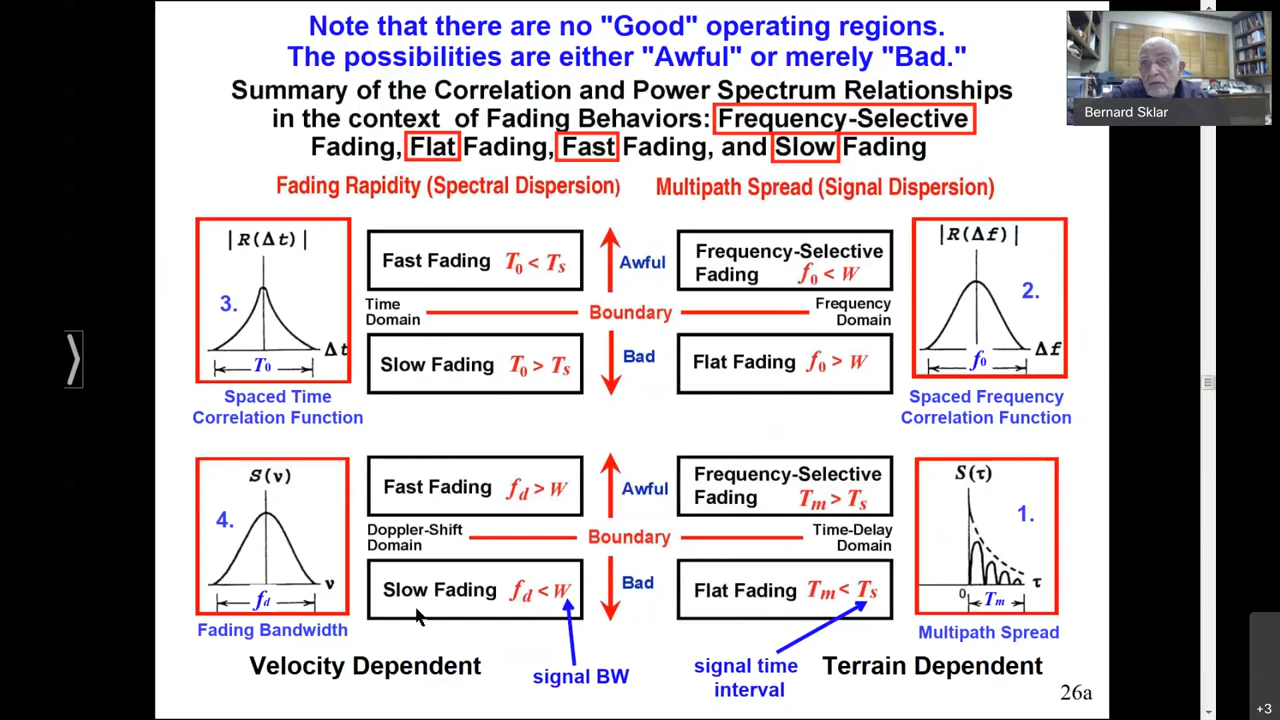 Note that there are no "Good" operating regions.
The possibilities are either "Awful" or merely "Bad."
Bernard Sklar
Summary of the Correlation and Power Spectrum Relationships
in the context of Fading Behaviors: Frequency-Selective
Fading, Flat Fading, Fast Fading, and Slow Fading
Fading Rapidity (Spectral Dispersion)
Multipath Spread (Signal Dispersion)
|R(Δt)|
3.
Δt
T₀
Spaced Time
Correlation Function
Fast Fading T₀ < Tₛ
Time
Domain
Slow Fading T₀ > Tₛ
Awful
Boundary
Bad
Frequency-Selective
Fading f₀ < W
Frequency
Domain
Flat Fading f₀ > W
|R(Δf)|
2.
Δf
f₀
Spaced Frequency
Correlation Function
S(ν)
4.
ν
f_d
Fading Bandwidth
Fast Fading f_d > W
Doppler-Shift
Domain
Slow Fading f_d < W
Awful
Boundary
Bad
Frequency-Selective
Fading Tₘ > Tₛ
Time-Delay
Domain
Flat Fading Tₘ < Tₛ
S(τ)
1.
τ
0
Tₘ
Multipath Spread
Velocity Dependent
signal BW
signal time
interval
Terrain Dependent
26a
+3